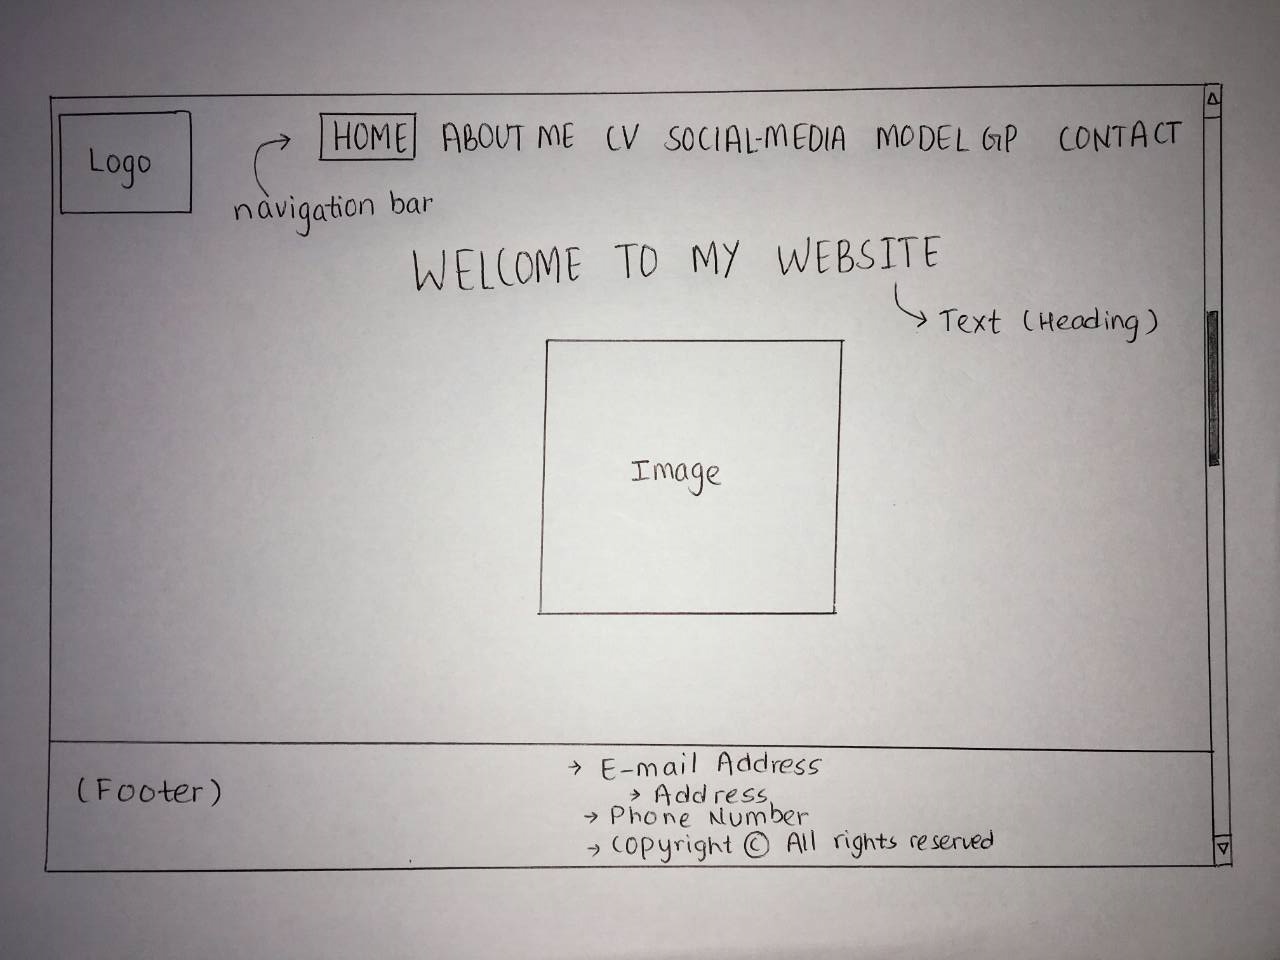 Logo
HOME ABOUT ME CV SOCIAL-MEDIA MODEL GP CONTACT
navigation bar
WELCOME TO MY WEBSITE
Text (Heading)
Image
(Footer)
E-mail Address
Address
Phone Number
Copyright © All rights reserved